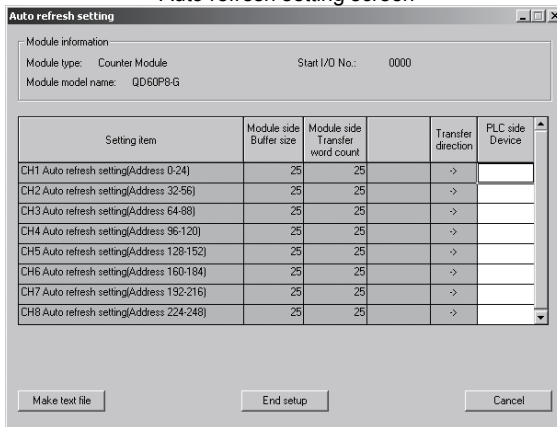 Auto refresh setting screen
Auto refresh setting
Module information
Module type: Counter Module Start I/O No.: 0000
Module model name: QD60P8-G
Setting item Module side Buffer size Module side Transfer word count Transfer direction PLC side Device
CH1 Auto refresh setting(Address 0-24) 25 25 ->
CH2 Auto refresh setting(Address 32-56) 25 25 ->
CH3 Auto refresh setting(Address 64-88) 25 25 ->
CH4 Auto refresh setting(Address 96-120) 25 25 ->
CH5 Auto refresh setting(Address 128-152) 25 25 ->
CH6 Auto refresh setting(Address 160-184) 25 25 ->
CH7 Auto refresh setting(Address 192-216) 25 25 ->
CH8 Auto refresh setting(Address 224-248) 25 25 ->
Make text file End setup Cancel